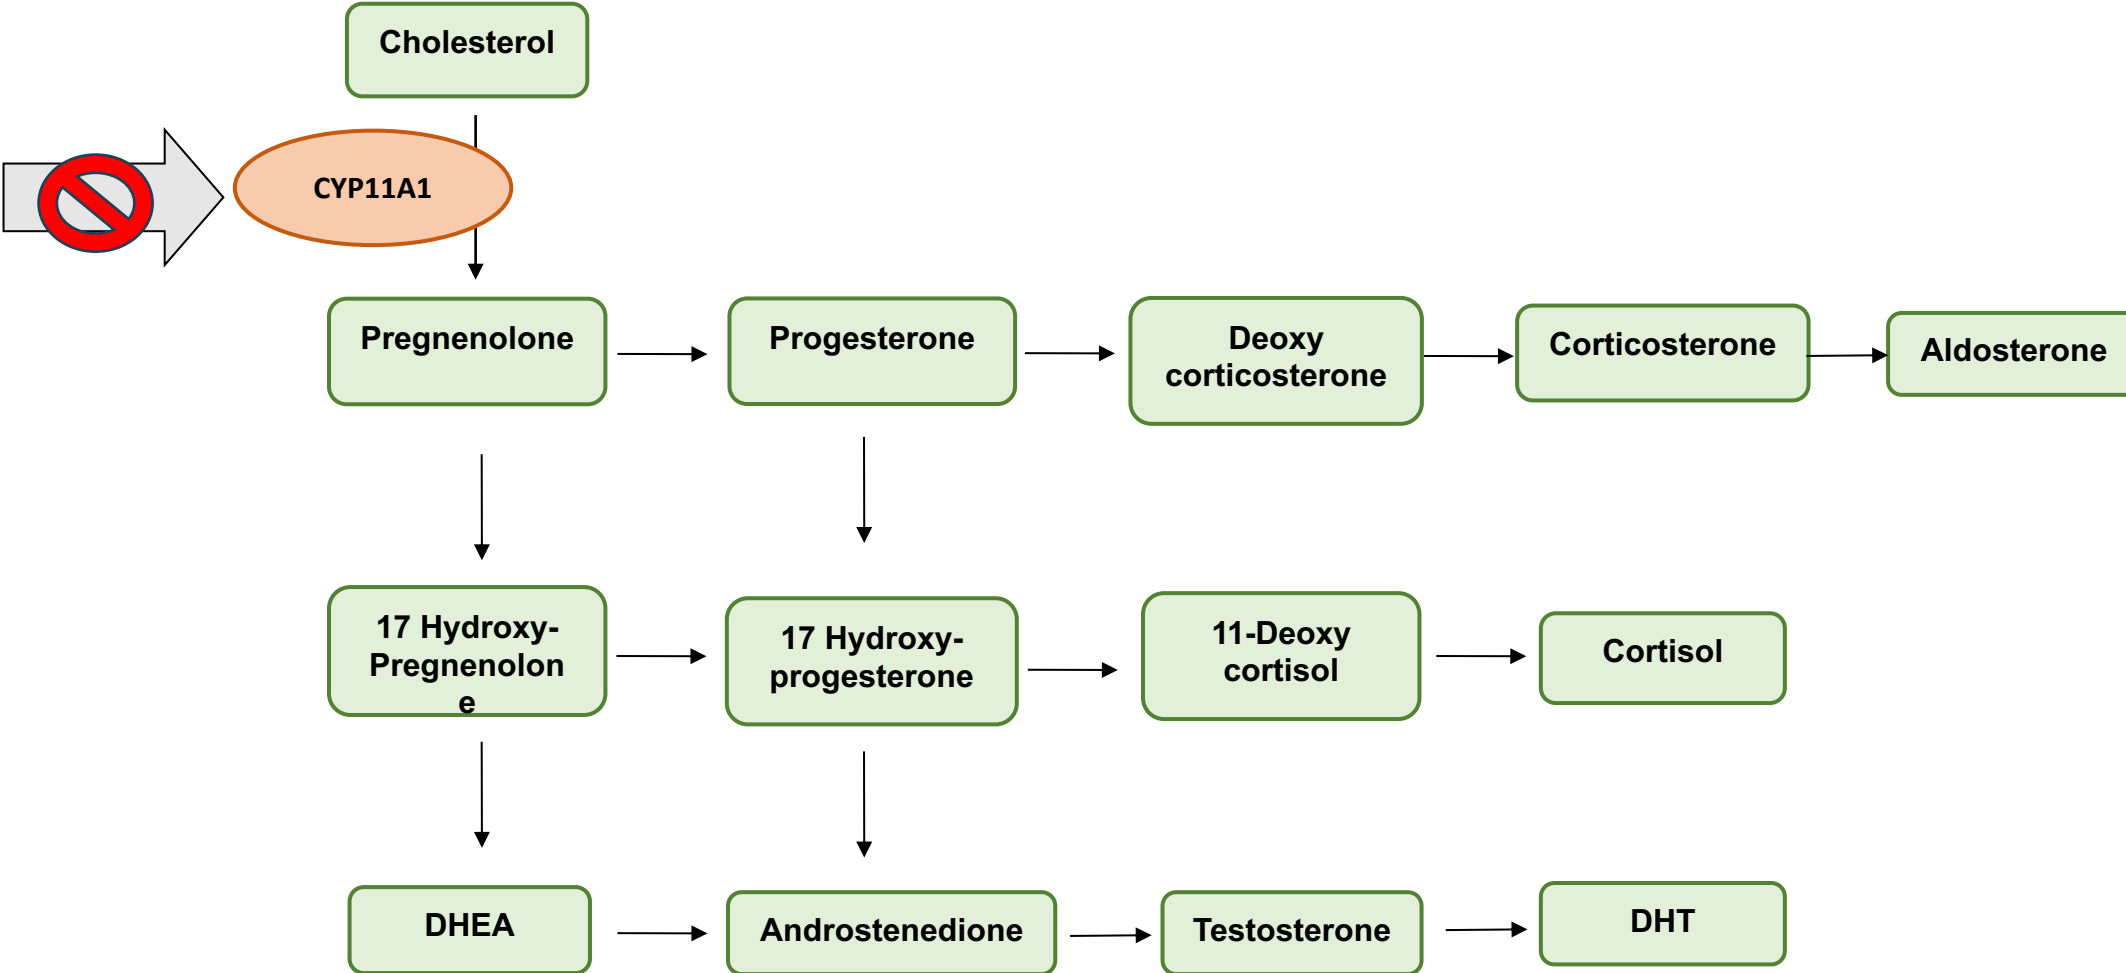 Cholesterol
CYP11A1
Pregnenolone
Progesterone
Deoxy
corticosterone
Corticosterone
Aldosterone
17 Hydroxy-
Pregnenolon
e
17 Hydroxy-
progesterone
11-Deoxy
cortisol
Cortisol
DHEA
Androstenedione
Testosterone
DHT